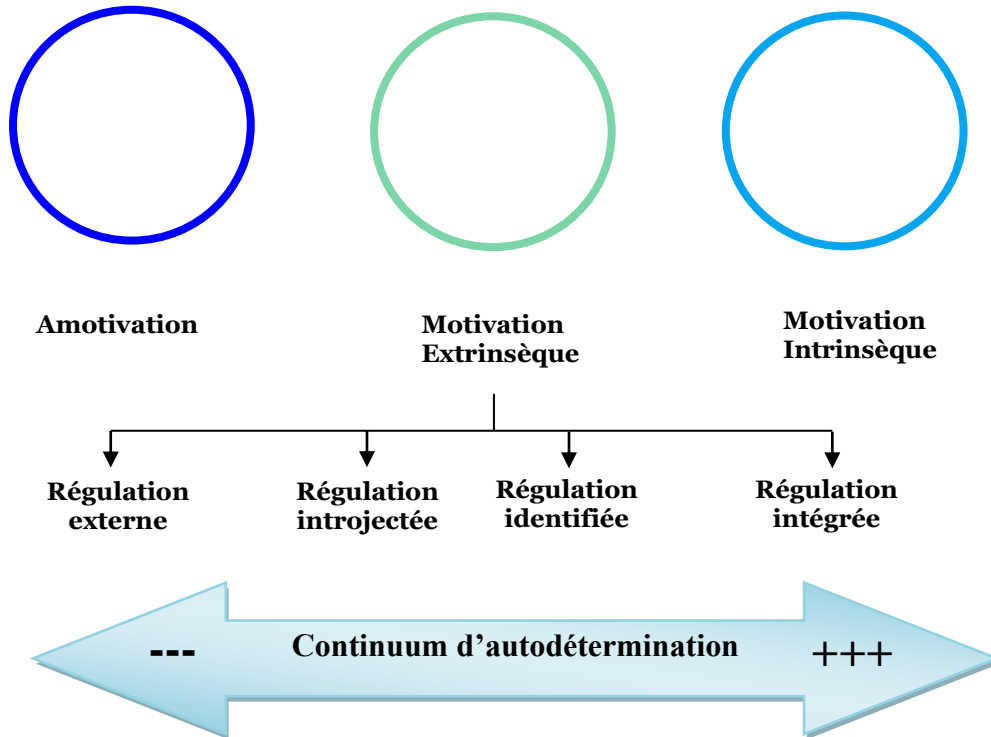 Amotivation
Motivation
Extrinsèque
Motivation
Intrinsèque
Régulation
externe
Régulation
introjectée
Régulation
identifiée
Régulation
intégrée
--- Continuum d’autodétermination +++